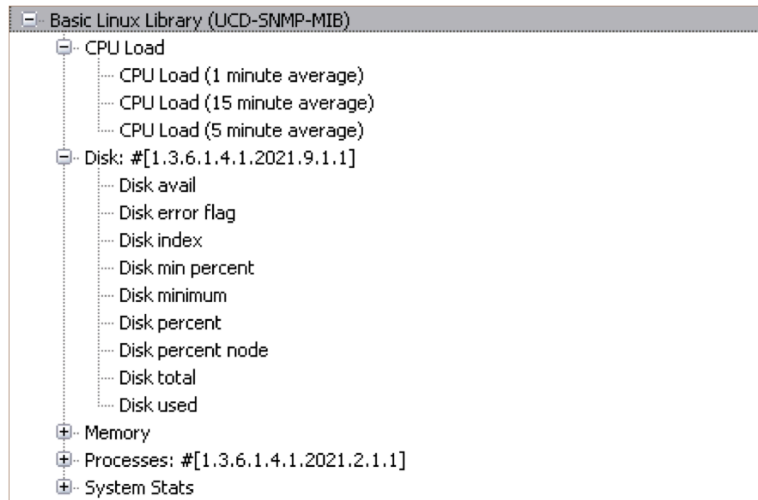 Basic Linux Library (UCD-SNMP-MIB)
CPU Load
CPU Load (1 minute average)
CPU Load (15 minute average)
CPU Load (5 minute average)
Disk: #[1.3.6.1.4.1.2021.9.1.1]
Disk avail
Disk error flag
Disk index
Disk min percent
Disk minimum
Disk percent
Disk percent node
Disk total
Disk used
Memory
Processes: #[1.3.6.1.4.1.2021.2.1.1]
System Stats